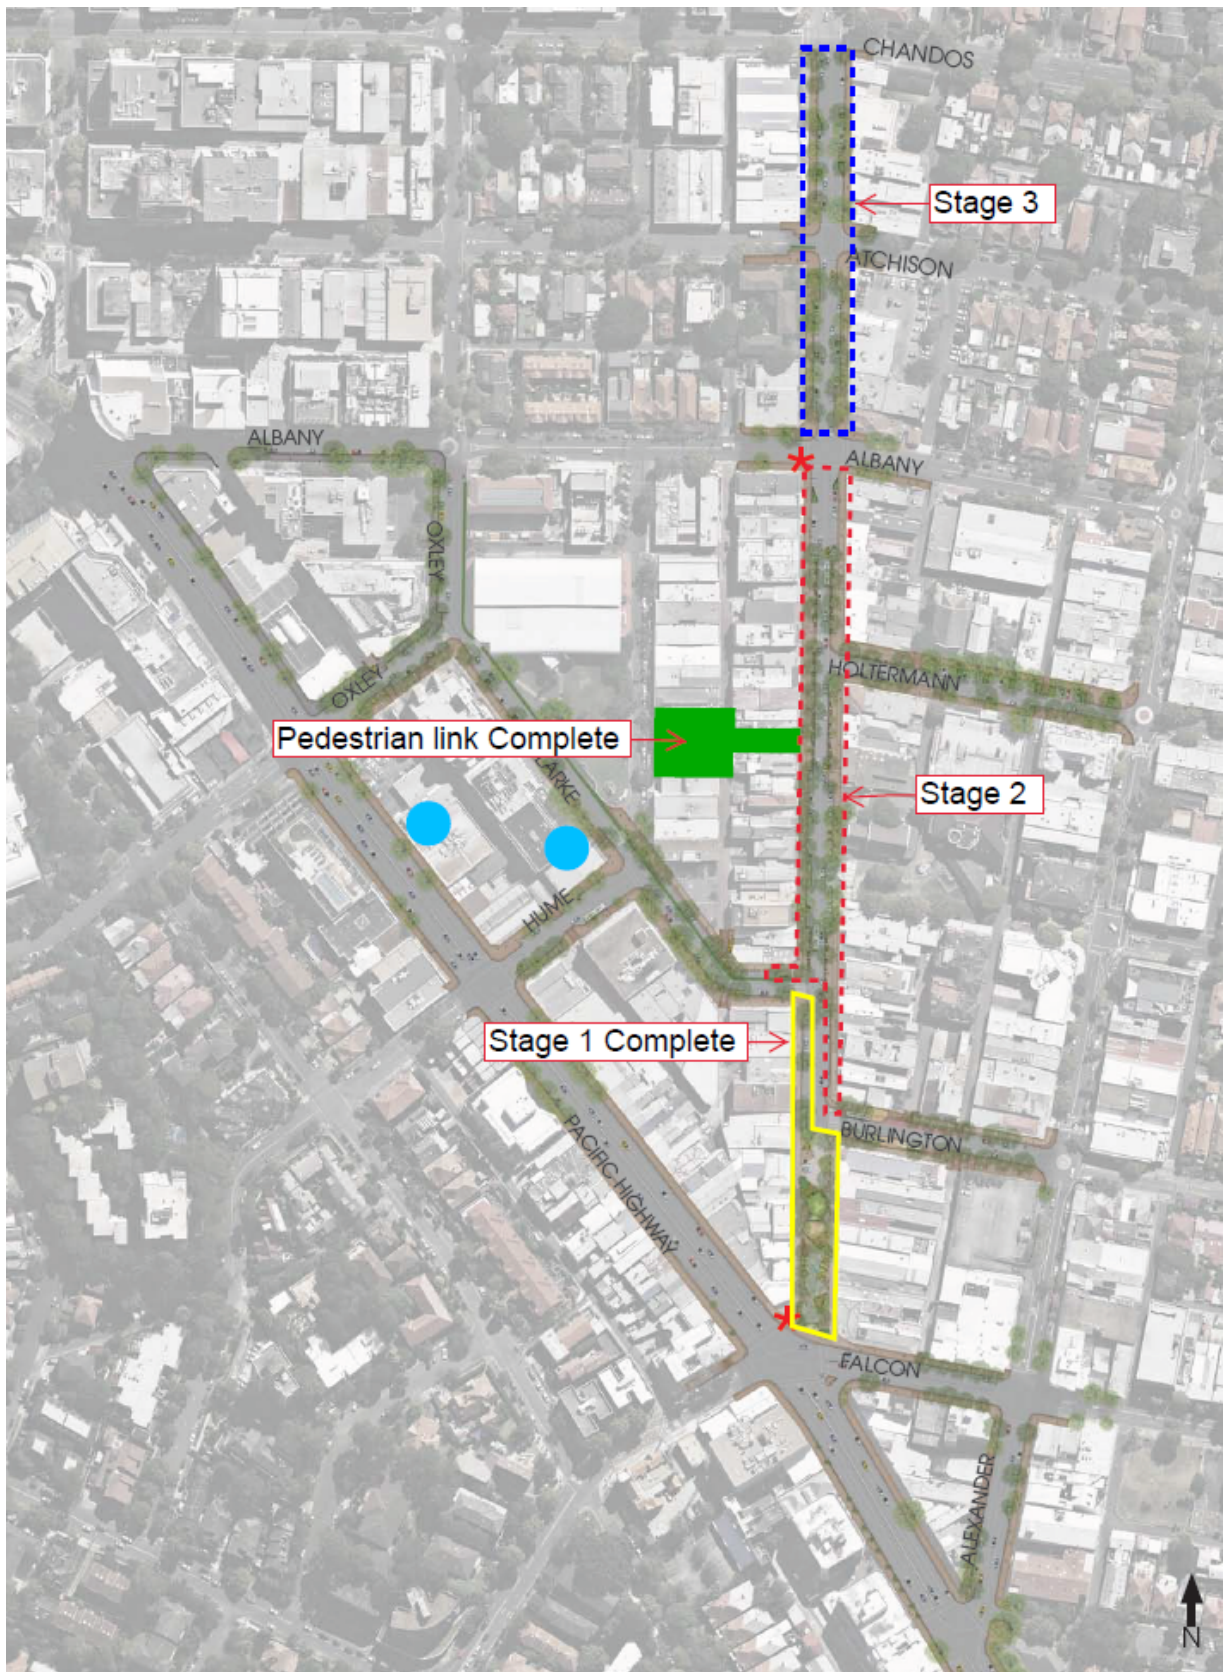 CHANDOS
Stage 3
ATCHISON
ALBANY
ALBANY
OXLEY
OXLEY
HOLTERMANN
Pedestrian link Complete
LARKE
Stage 2
HUME
Stage 1 Complete
PACIFIC HIGHWAY
BURLINGTON
FALCON
ALEXANDER
N